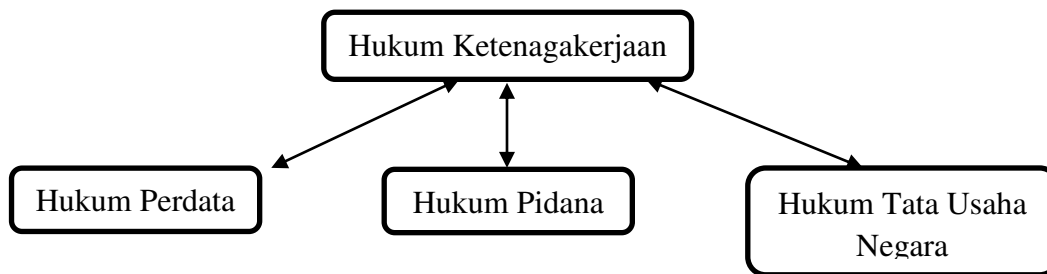 Hukum Ketenagakerjaan
Hukum Perdata
Hukum Pidana
Hukum Tata Usaha
Negara